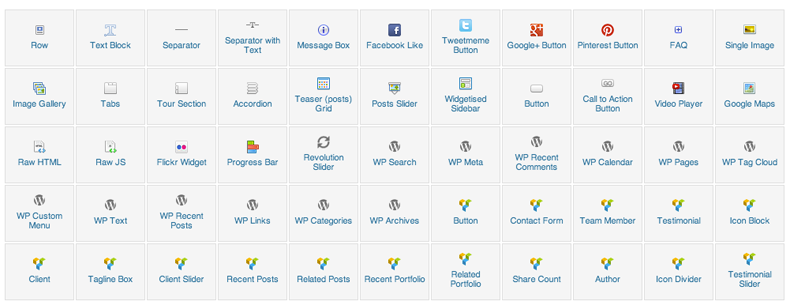 Row
Text Block
Separator
Separator with
Text
Message Box
Facebook Like
Tweetmeme
Button
Google+ Button
Pinterest Button
FAQ
Single Image
Image Gallery
Tabs
Tour Section
Accordion
Teaser (posts)
Grid
Posts Slider
Widgetised
Sidebar
Button
Call to Action
Button
Video Player
Google Maps
Raw HTML
Raw JS
Flickr Widget
Progress Bar
Revolution
Slider
WP Search
WP Meta
WP Recent
Comments
WP Calendar
WP Pages
WP Tag Cloud
WP Custom
Menu
WP Text
WP Recent
Posts
WP Links
WP Categories
WP Archives
Button
Contact Form
Team Member
Testimonial
Icon Block
Client
Tagline Box
Client Slider
Recent Posts
Related Posts
Recent Portfolio
Related
Portfolio
Share Count
Author
Icon Divider
Testimonial
Slider